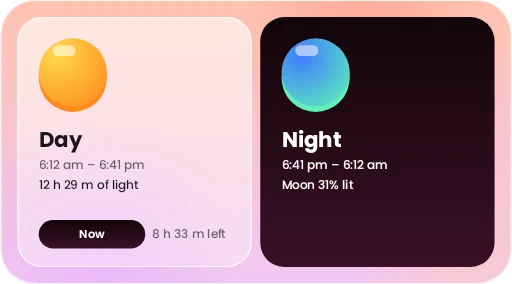 Day
6:12 am – 6:41 pm
12 h 29 m of light
Now
8 h 33 m left
Night
6:41 pm – 6:12 am
Moon 31% lit